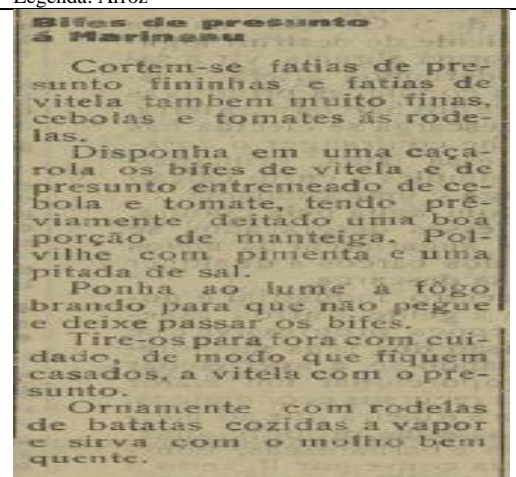 Legenda: Arroz
Bifes de presunto
á Marineau
Cortem-se fatias de pre-
sunto fininhas e fatias de
vitela tambem muito finas,
cebolas e tomates ás rode-
las.
Disponha em uma caça-
rola os bifes de vitela e de
presunto entremeado de ce-
bola e tomate, tendo prê-
viamente deitado uma boa
porção de manteiga. Pol-
vilhe com pimenta e uma
pitada de sal.
Ponha ao lume a fôgo
brando para que não pegue
e deixe passar os bifes.
Tire-os para fora com cui-
dado, de modo que fiquem
casados, a vitela com o pre-
sunto.
Ornamente com rodelas
de batatas cozidas a vapor
e sirva com o molho bem
quente.